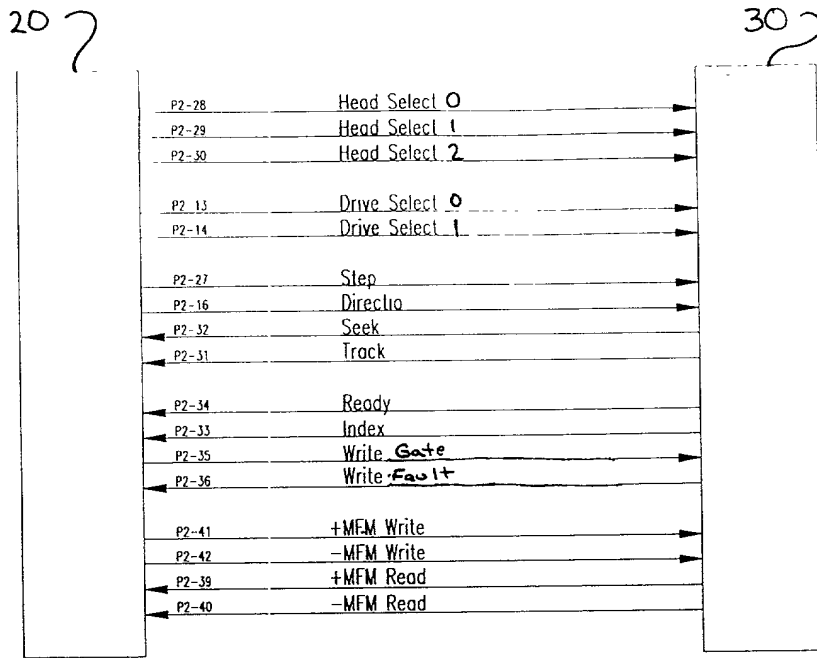 20 30
P2-28 Head Select 0
P2-29 Head Select 1
P2-30 Head Select 2
P2-13 Drive Select 0
P2-14 Drive Select 1
P2-27 Step
P2-16 Directio
P2-32 Seek
P2-31 Track
P2-34 Ready
P2-33 Index
P2-35 Write Gate
P2-36 Write Fault
P2-41 +MFM Write
P2-42 -MFM Write
P2-39 +MFM Read
P2-40 -MFM Read